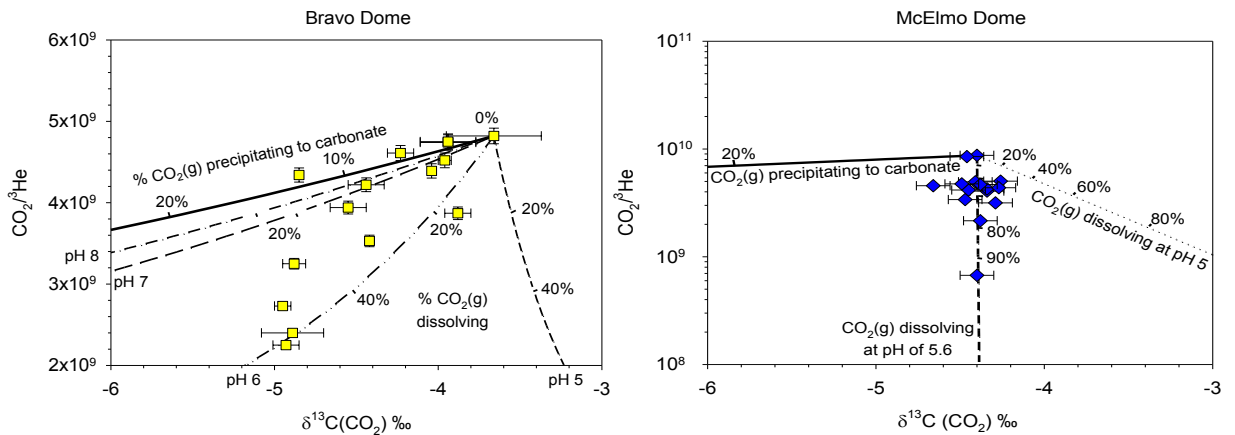 Bravo Dome
6x10⁹
5x10⁹
4x10⁹
3x10⁹
2x10⁹
CO₂/³He
-6
-5
-4
-3
δ¹³C(CO₂) ‰
0%
% CO₂(g) precipitating to carbonate
10%
20%
20%
20%
20%
40%
40%
% CO₂(g)
dissolving
pH 8
pH 7
pH 6
pH 5
McElmo Dome
10¹¹
10¹⁰
10⁹
10⁸
CO₂/³He
-6
-5
-4
-3
δ¹³C (CO₂) ‰
20%
CO₂(g) precipitating to carbonate
20%
40%
60%
80%
CO₂(g) dissolving at pH 5
80%
90%
CO₂(g) dissolving
at pH of 5.6